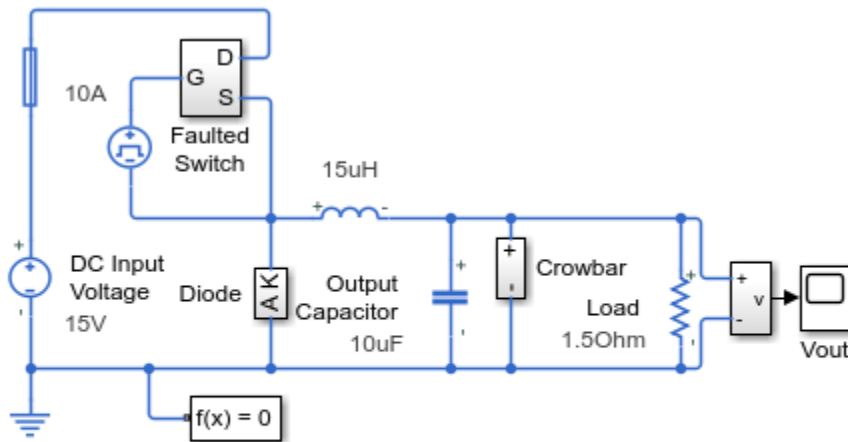 D
G
S
10A
Faulted
Switch
15uH
+
-
+
-
+
-
DC Input
Voltage
15V
Diode
A K
Output
Capacitor
10uF
+
-
+
-
Crowbar
Load
1.5Ohm
+
-
+
-
v
Vout
f(x) = 0